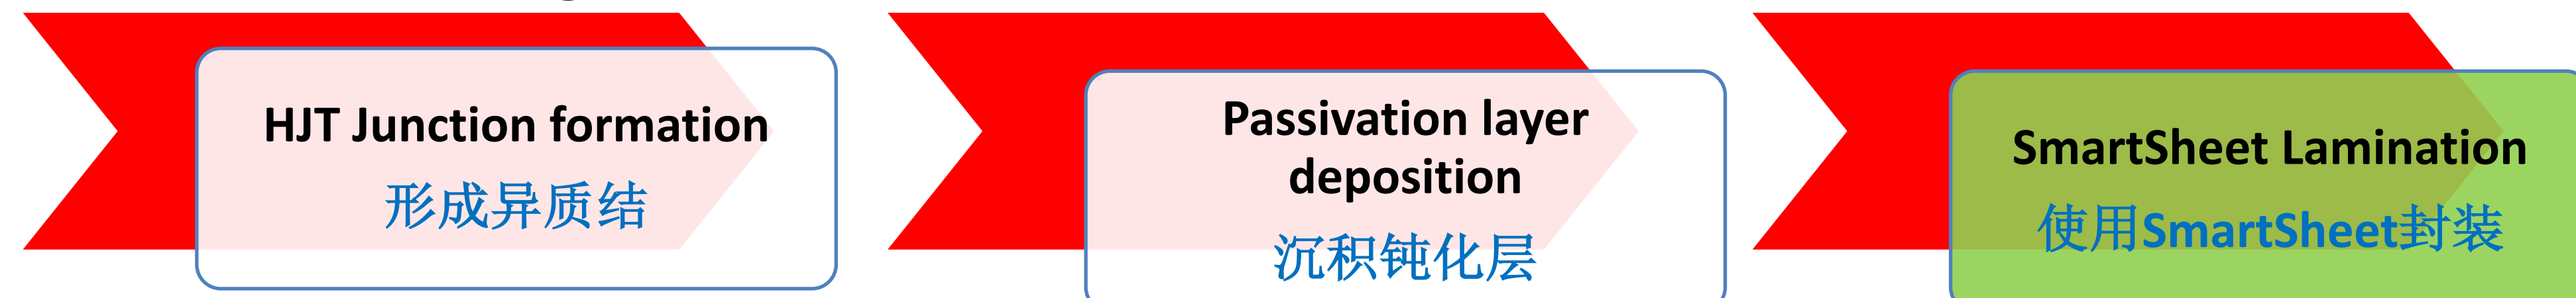 HJT Junction formation
形成异质结
Passivation layer
deposition
沉积钝化层
SmartSheet Lamination
使用SmartSheet封装